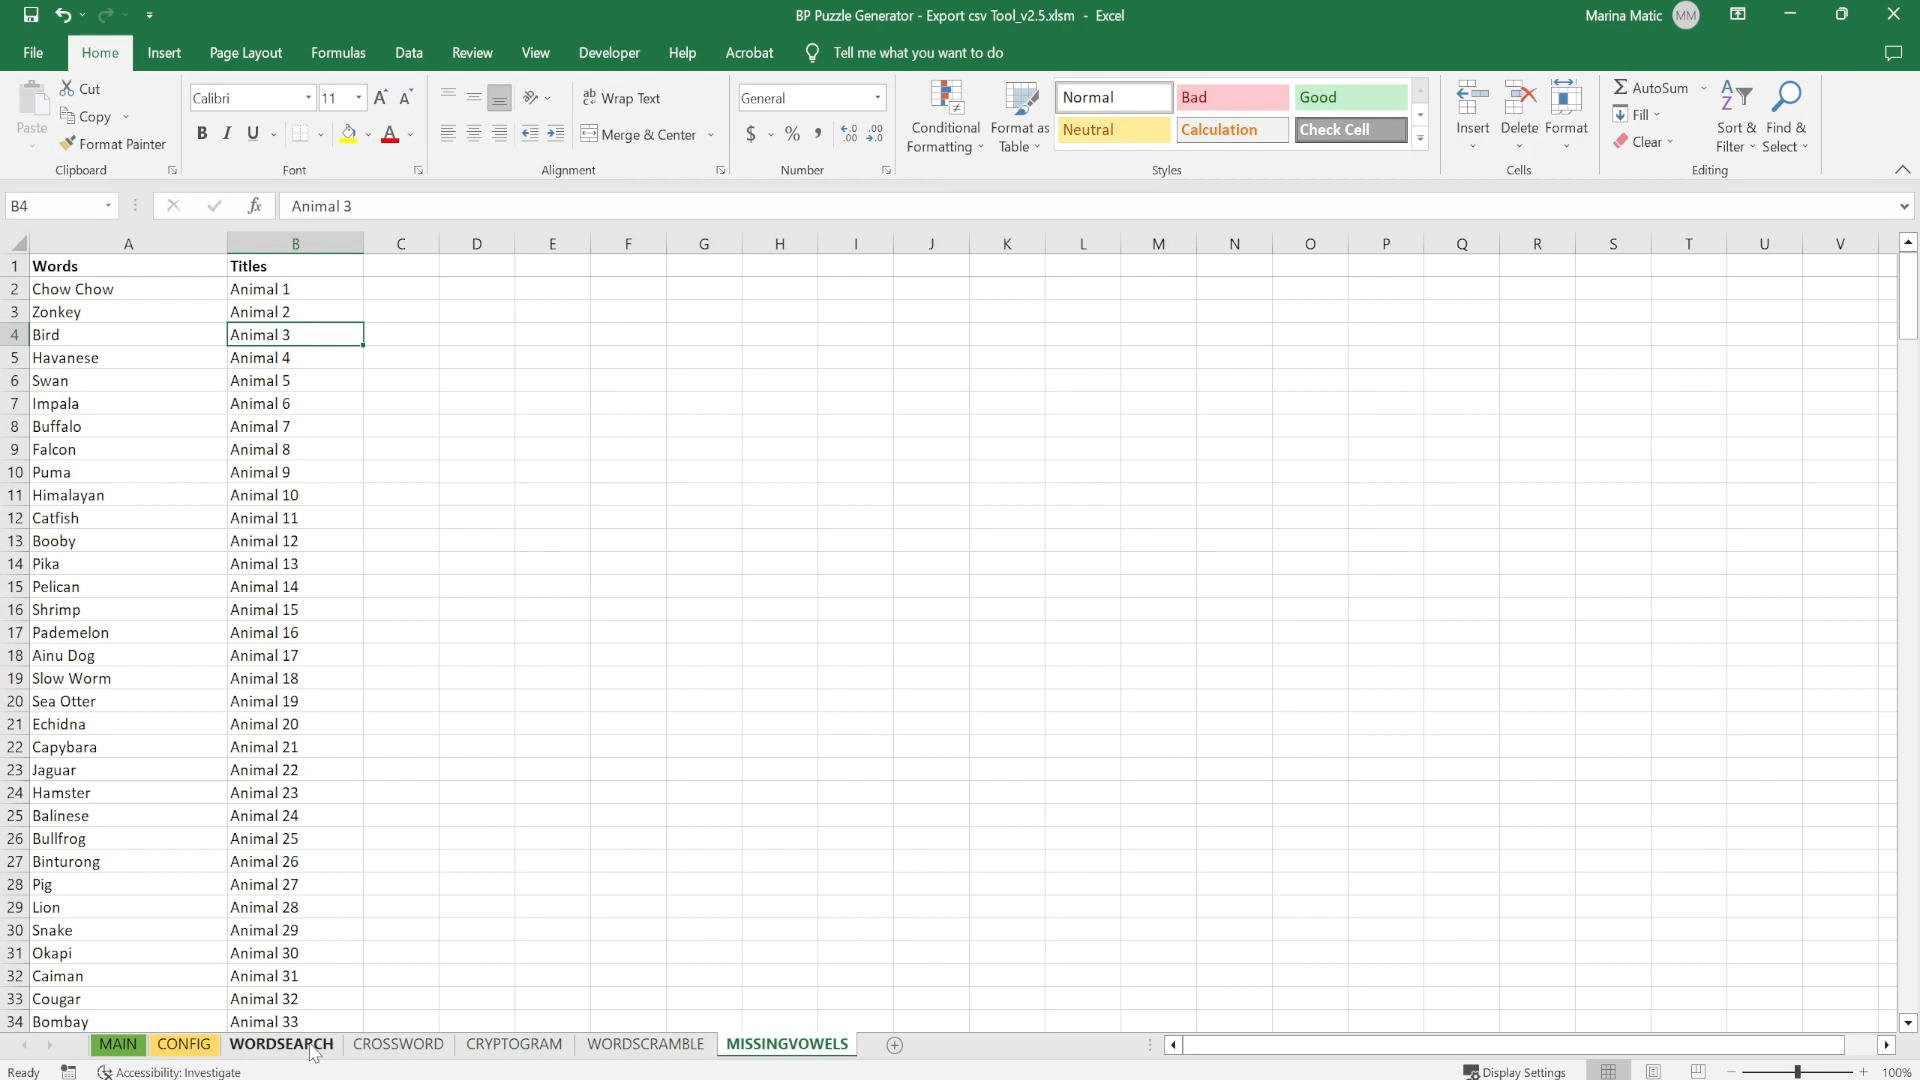 BP Puzzle Generator - Export csv Tool_v2.5.xlsm - Excel
Marina Matic MM
File Home Insert Page Layout Formulas Data Review View Developer Help Acrobat Tell me what you want to do
Paste
Cut
Copy
Format Painter
Clipboard
Calibri 11
B I U
Font
Wrap Text
Merge & Center
Alignment
General
$ % ,
Number
Conditional Formatting
Format as Table
Normal Bad Good
Neutral Calculation Check Cell
Styles
Insert Delete Format
Cells
AutoSum
Fill
Clear
Sort & Filter
Find & Select
Editing
B4 fx Animal 3
A B C D E F G H I J K L M N O P Q R S T U V
1 Words Titles
2 Chow Chow Animal 1
3 Zonkey Animal 2
4 Bird Animal 3
5 Havanese Animal 4
6 Swan Animal 5
7 Impala Animal 6
8 Buffalo Animal 7
9 Falcon Animal 8
10 Puma Animal 9
11 Himalayan Animal 10
12 Catfish Animal 11
13 Booby Animal 12
14 Pika Animal 13
15 Pelican Animal 14
16 Shrimp Animal 15
17 Pademelon Animal 16
18 Ainu Dog Animal 17
19 Slow Worm Animal 18
20 Sea Otter Animal 19
21 Echidna Animal 20
22 Capybara Animal 21
23 Jaguar Animal 22
24 Hamster Animal 23
25 Balinese Animal 24
26 Bullfrog Animal 25
27 Binturong Animal 26
28 Pig Animal 27
29 Lion Animal 28
30 Snake Animal 29
31 Okapi Animal 30
32 Caiman Animal 31
33 Cougar Animal 32
34 Bombay Animal 33
MAIN CONFIG WORDSEARCH CROSSWORD CRYPTOGRAM WORDSCRAMBLE MISSINGVOWELS
Ready Accessibility: Investigate Display Settings 100%